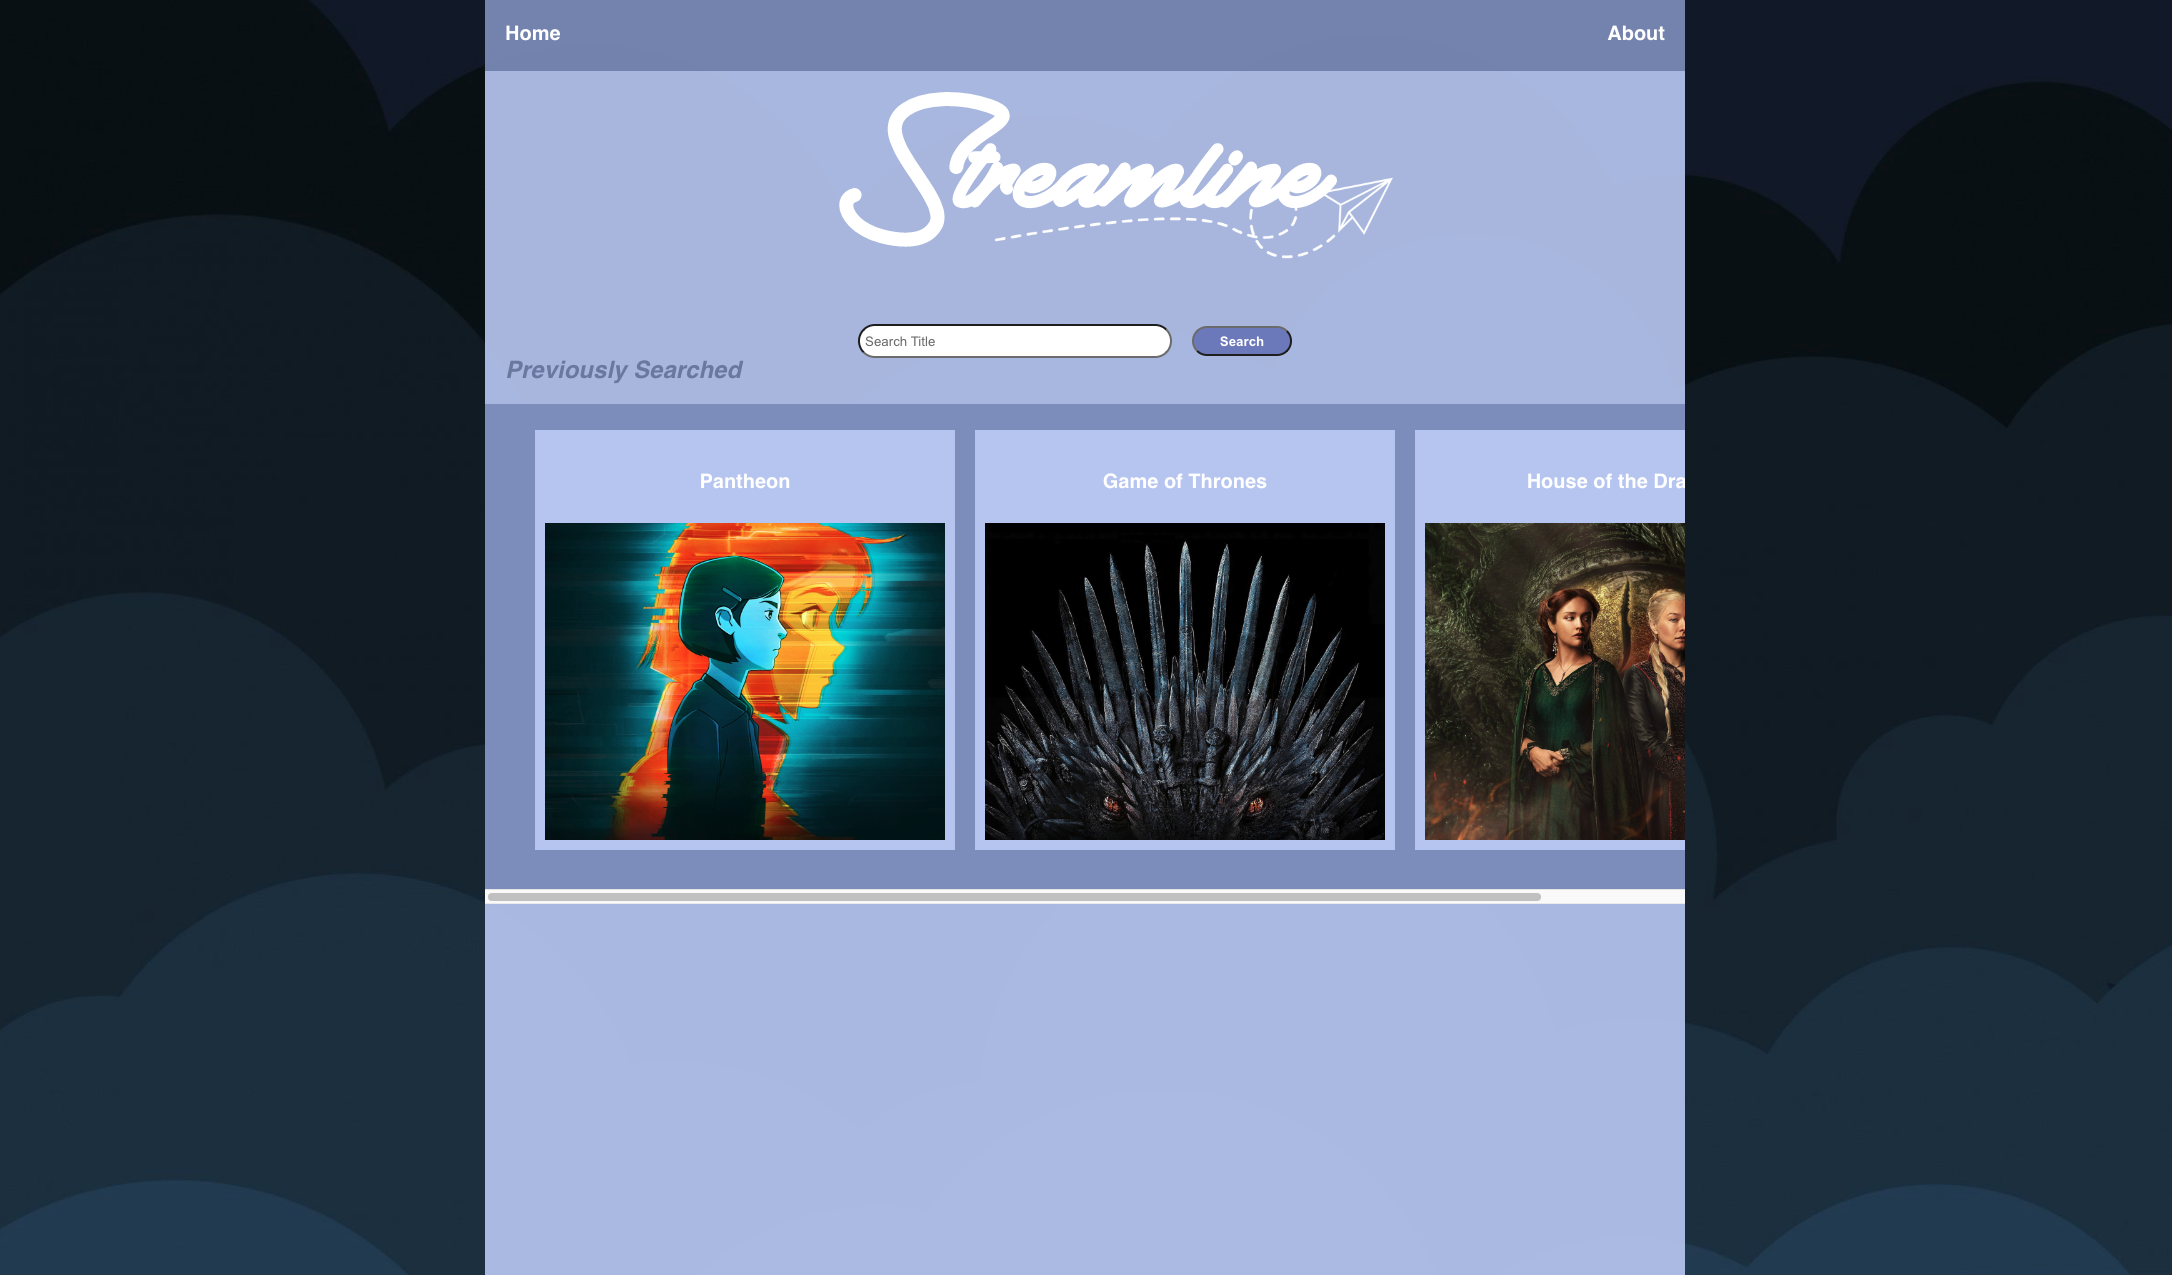 Home
About
Streamline
Search Title
Search
Previously Searched
Pantheon
Game of Thrones
House of the Dra